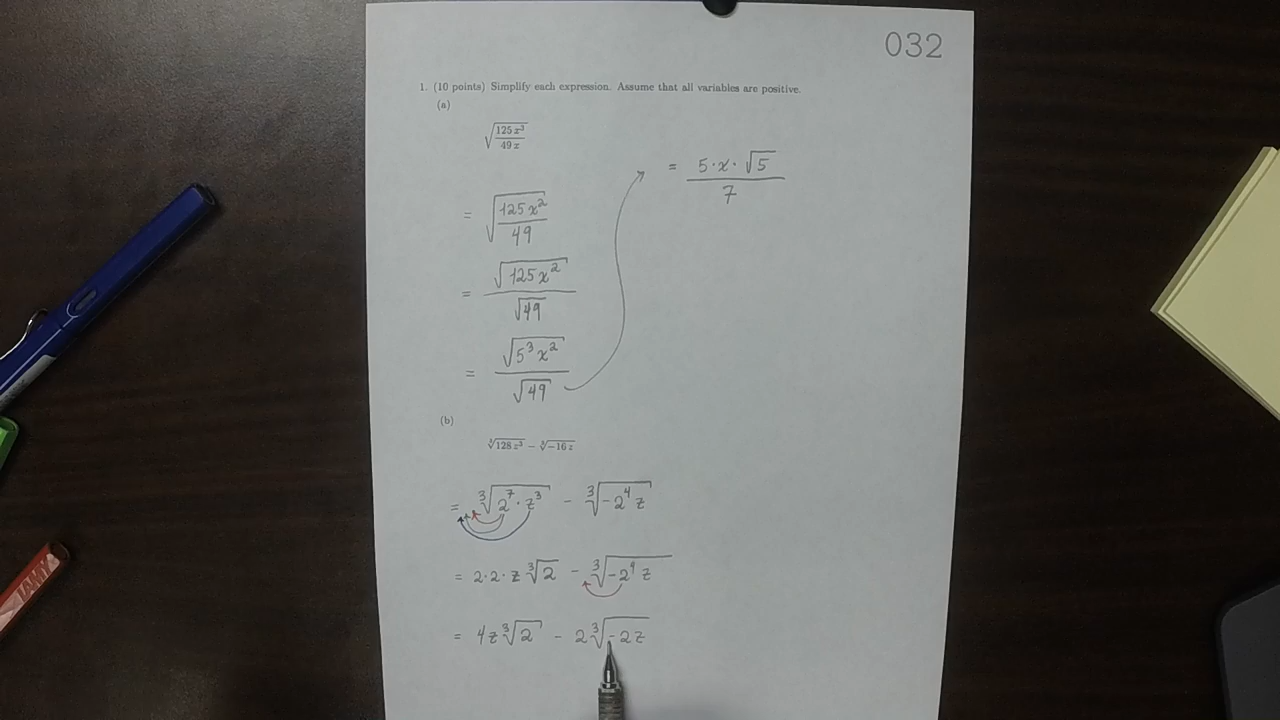 032
1. (10 points) Simplify each expression. Assume that all variables are positive.
(a)
√(125x³/49x)
= √(125x²/49)
= √(125x²)/√49
= √(5³x²)/√49
= 5·x·√5/7
(b)
∛(128z³) − ∛(−16z)
= ∛(2⁷·z³) − ∛(−2⁴z)
= 2·2·z ∛2 − ∛(−2⁴z)
= 4z∛2 − 2∛(−2z)